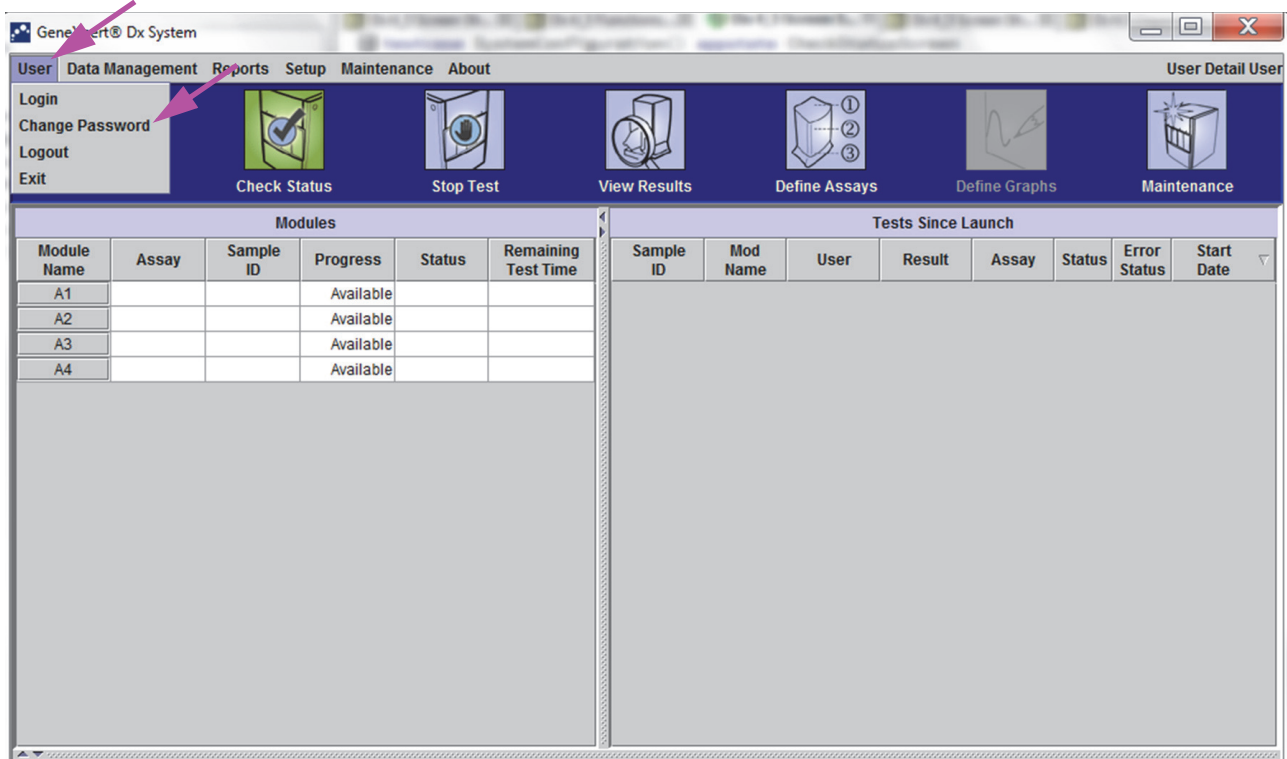 GeneXpert® Dx System
User Data Management Reports Setup Maintenance About User Detail User
Login
Change Password
Logout
Exit
Check Status Stop Test View Results Define Assays Define Graphs Maintenance
①
②
③
Modules
Module Name Assay Sample ID Progress Status Remaining Test Time
A1 Available
A2 Available
A3 Available
A4 Available
Tests Since Launch
Sample ID Mod Name User Result Assay Status Error Status Start Date